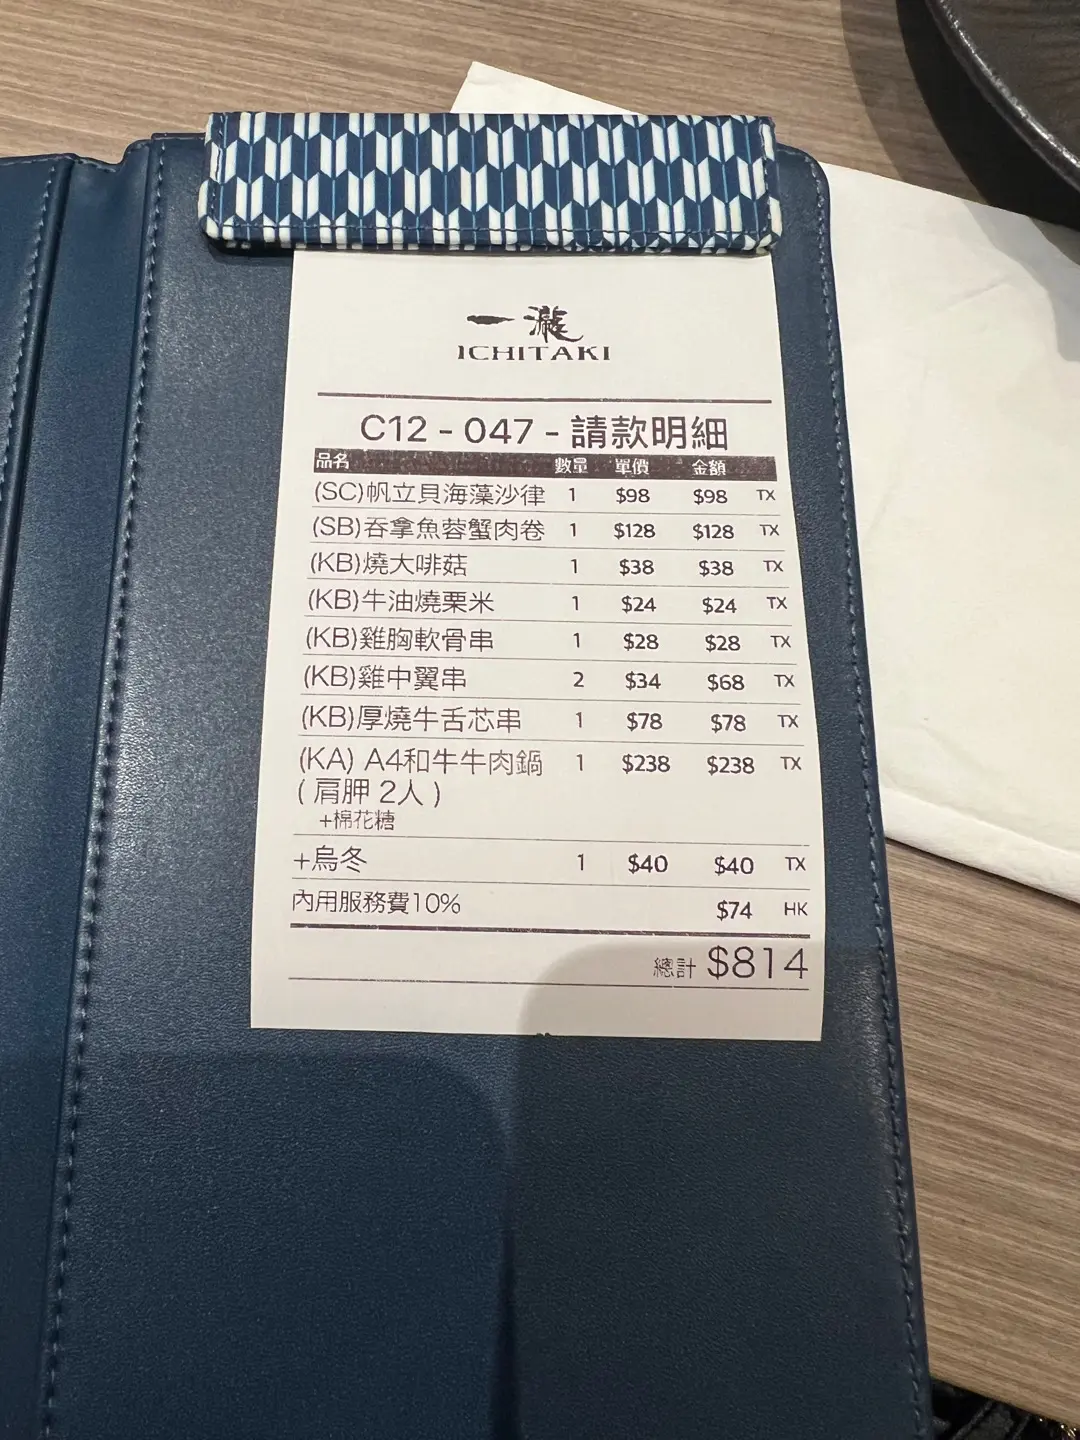 一瀧
ICHITAKI
C12 - 047 - 請款明細
品名 數量 單價 金額
(SC)帆立貝海藻沙律 1 $98 $98 TX
(SB)吞拿魚蓉蟹肉卷 1 $128 $128 TX
(KB)燒大啡菇 1 $38 $38 TX
(KB)牛油燒粟米 1 $24 $24 TX
(KB)雞胸軟骨串 1 $28 $28 TX
(KB)雞中翼串 2 $34 $68 TX
(KB)厚燒牛舌芯串 1 $78 $78 TX
(KA) A4和牛牛肉鍋 1 $238 $238 TX
( 肩胛 2人 )
+棉花糖
+烏冬 1 $40 $40 TX
內用服務費10% $74 HK
總計 $814